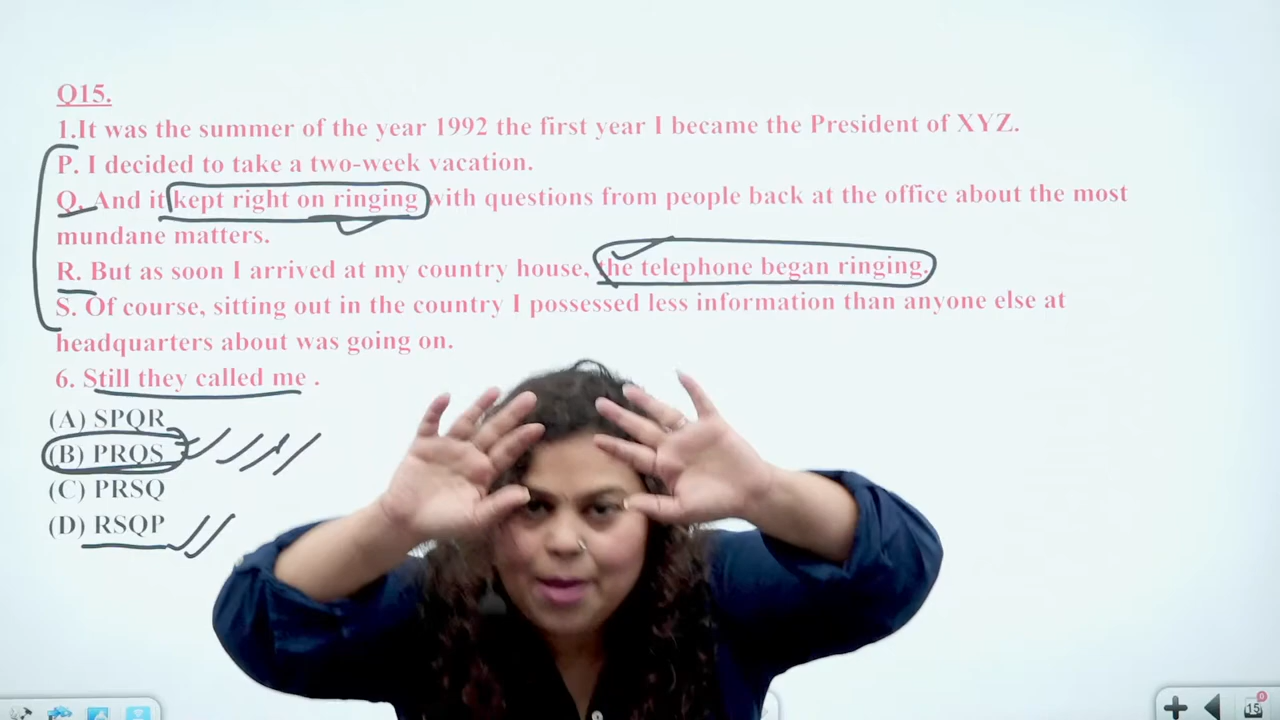 Q15.
1.It was the summer of the year 1992 the first year I became the President of XYZ.
P. I decided to take a two-week vacation.
Q. And it kept right on ringing with questions from people back at the office about the most
mundane matters.
R. But as soon I arrived at my country house, the telephone began ringing.
S. Of course, sitting out in the country I possessed less information than anyone else at
headquarters about was going on.
6. Still they called me .
(A) SPQR
(B) PRQS
(C) PRSQ
(D) RSQP
15
0